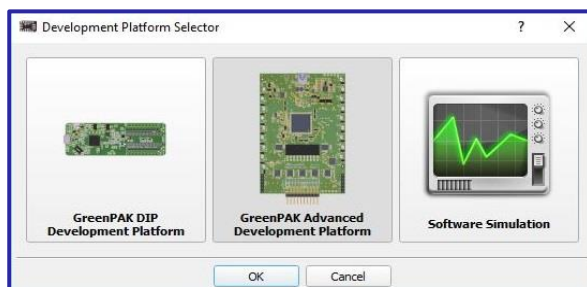 Development Platform Selector
?
GreenPAK DIP
Development Platform
GreenPAK Advanced
Development Platform
Software Simulation
OK
Cancel